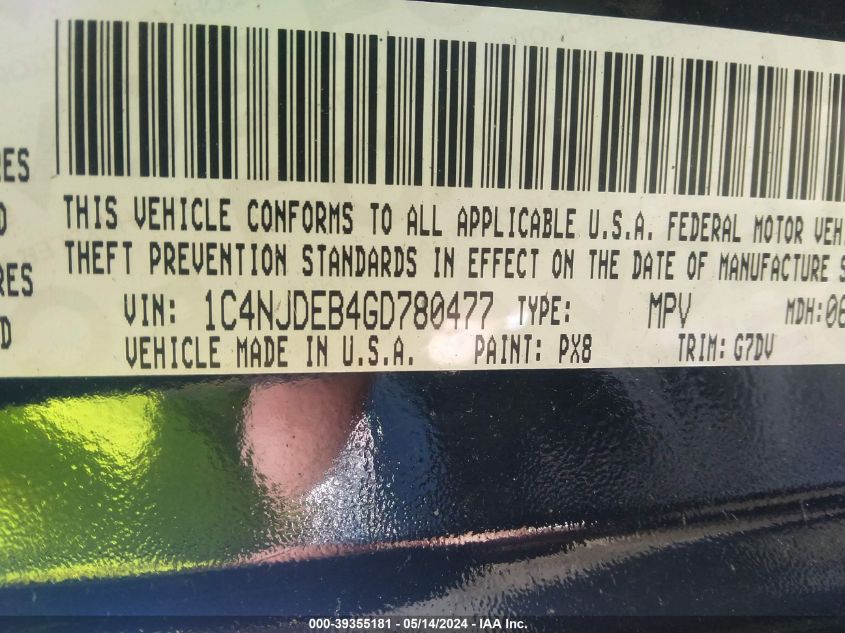 RES
THIS VEHICLE CONFORMS TO ALL APPLICABLE U.S.A. FEDERAL MOTOR VEH
D
THEFT PREVENTION STANDARDS IN EFFECT ON THE DATE OF MANUFACTURE S
RES
VIN: 1C4NJDEB4GD780477 TYPE: MPV MDH:06
D
VEHICLE MADE IN U.S.A. PAINT: PX8 TRIM: G7DV
000-39355181 - 05/14/2024 - IAA Inc.